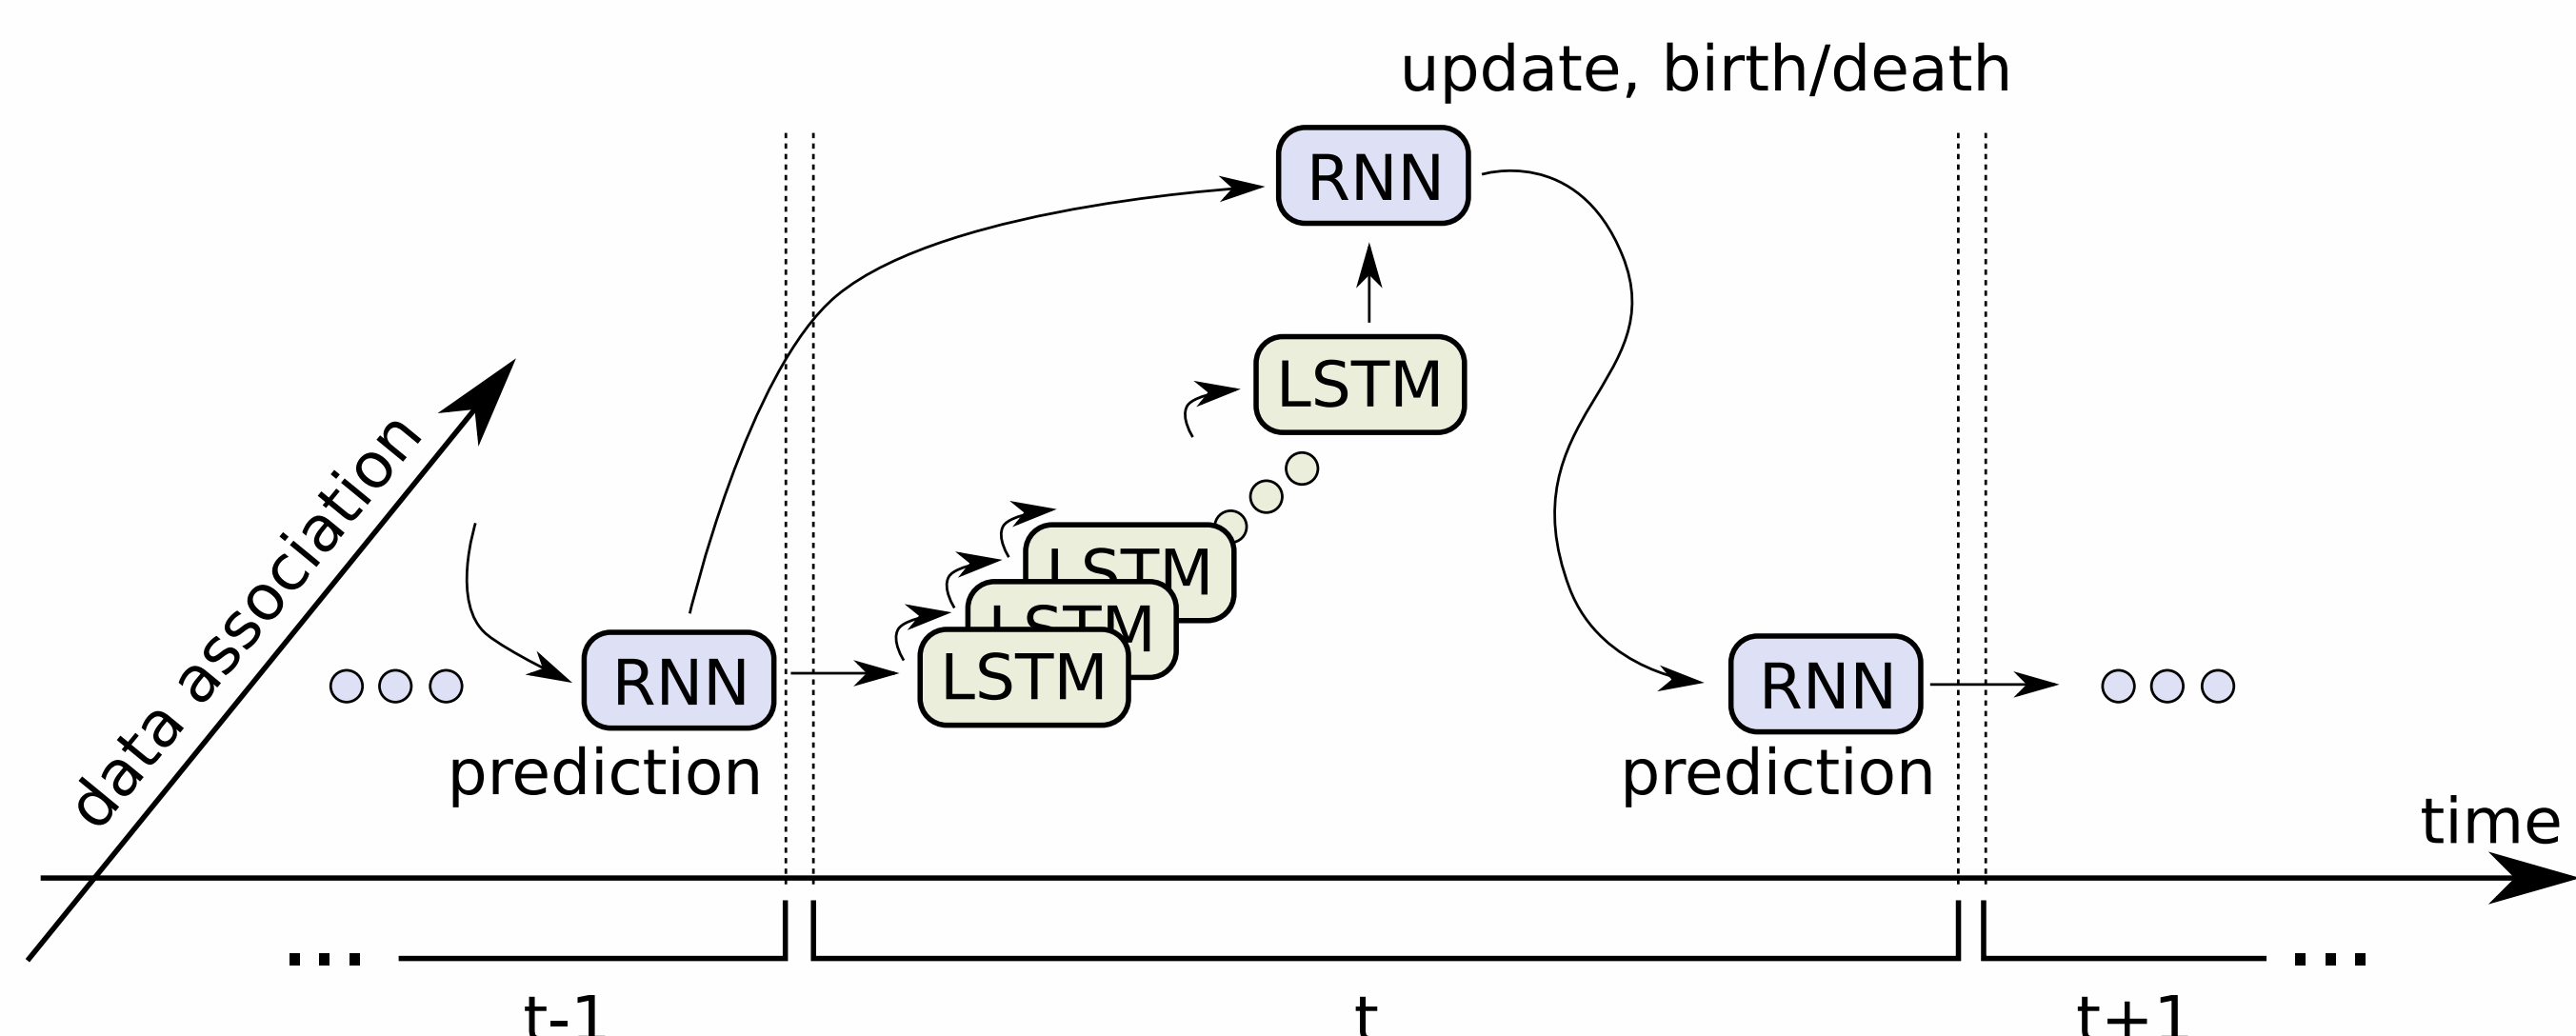 update, birth/death
RNN
LSTM
data association
LSTM
LSTM
LSTM
RNN
RNN
prediction
prediction
time
...
...
t-1
t
t+1